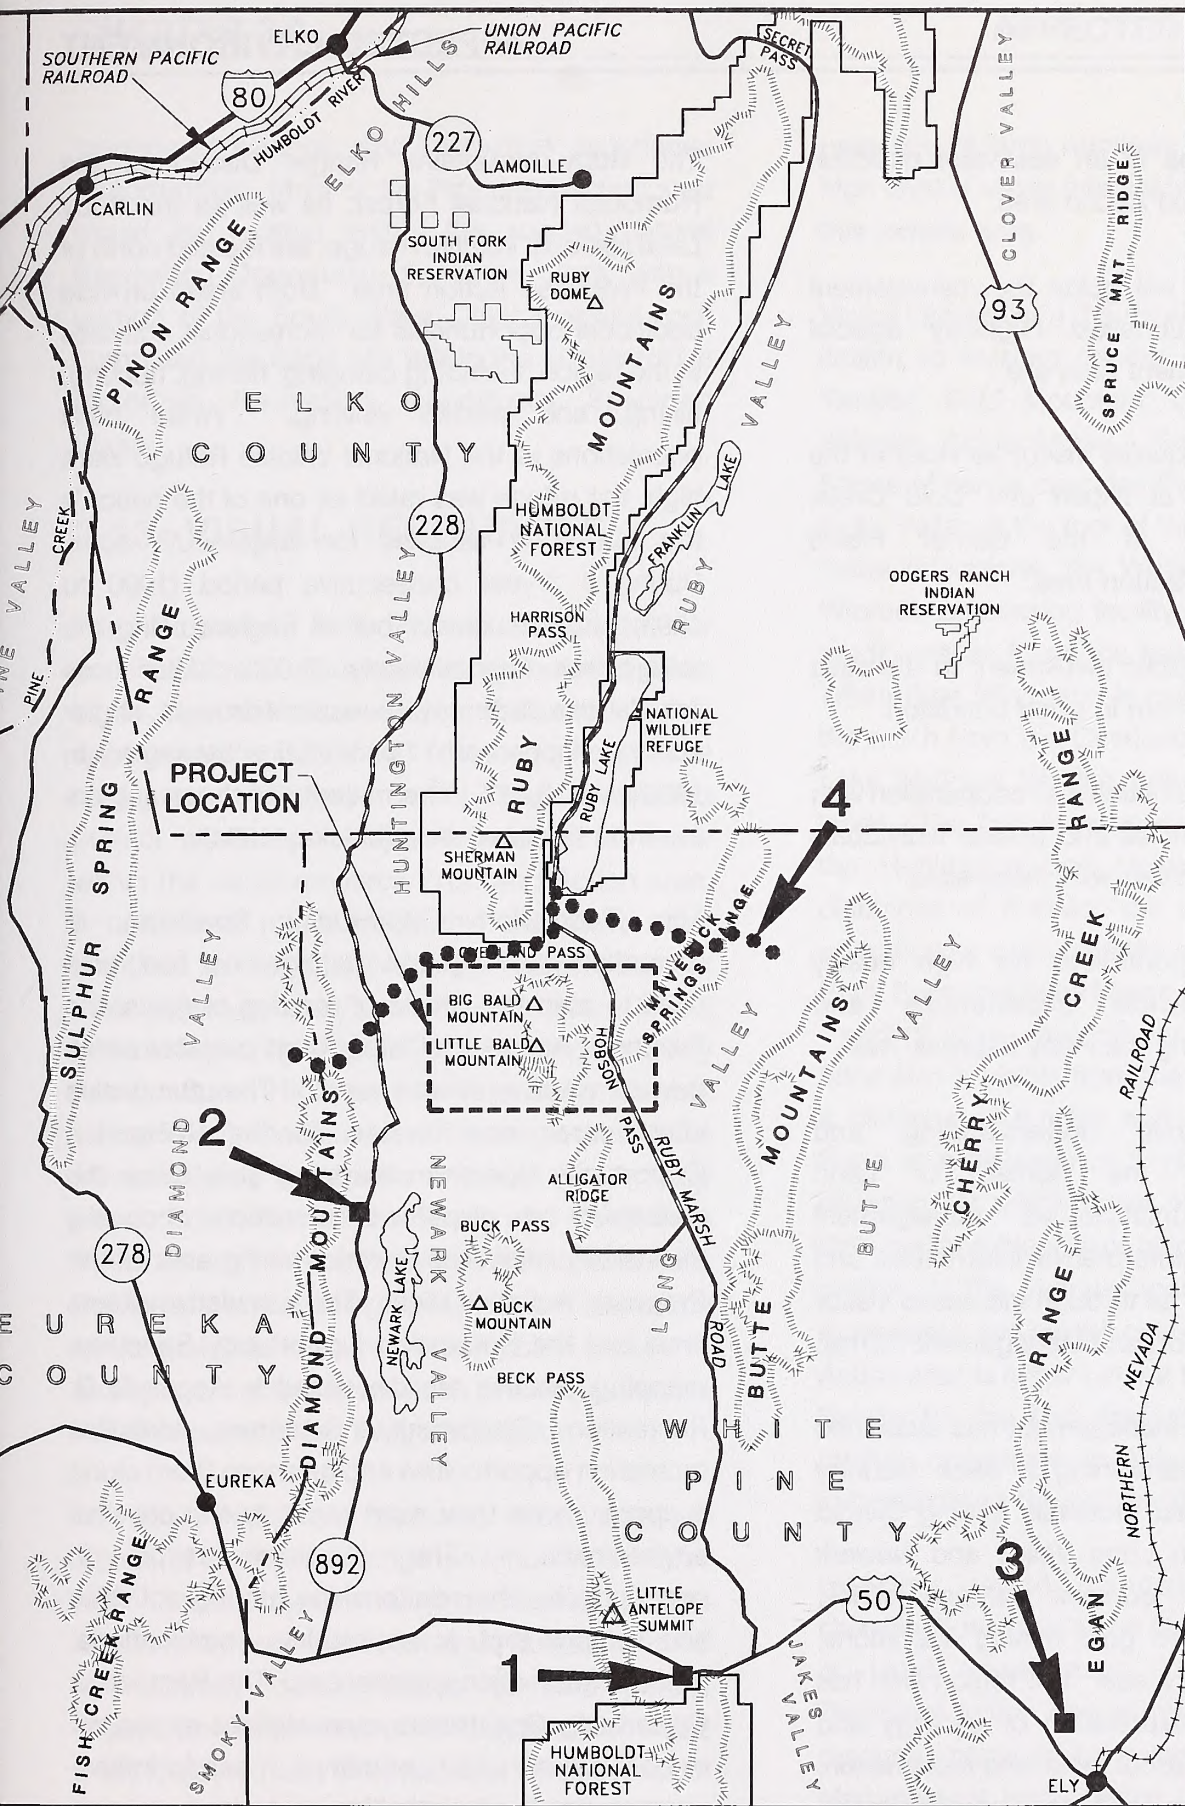 ELKO
UNION PACIFIC
RAILROAD
SOUTHERN PACIFIC
RAILROAD
80
HUMBOLDT RIVER
ELKO HILLS
227
LAMOILLE
CARLIN
SECRET
PASS
CLOVER VALLEY
SPRUCE MNT RIDGE
93
PINON RANGE
SOUTH FORK
INDIAN
RESERVATION
RUBY
DOME
RUBY MOUNTAINS
RUBY VALLEY
ELKO
COUNTY
228
HUMBOLDT
NATIONAL
FOREST
FRANKLIN LAKE
HARRISON
PASS
ODGERS RANCH
INDIAN
RESERVATION
PINE CREEK
SULPHUR SPRING RANGE
HUNTINGTON VALLEY
NATIONAL
WILDLIFE
REFUGE
RUBY LAKE
PROJECT
LOCATION
SHERMAN
MOUNTAIN
4
MAVERICK
SPRINGS RANGE
OVERLAND PASS
BIG BALD
MOUNTAIN
LITTLE BALD
MOUNTAIN
HOBSON PASS
CHERRY CREEK RANGE
DIAMOND VALLEY
2
DIAMOND MOUNTAINS
278
NEWARK LAKE
NEWARK VALLEY
ALLIGATOR
RIDGE
BUCK PASS
BUCK
MOUNTAIN
BECK PASS
RUBY MARSH ROAD
LONG VALLEY
BUTTE MOUNTAINS
BUTTE VALLEY
NORTHERN NEVADA RAILROAD
EUREKA
COUNTY
WHITE
PINE
COUNTY
EUREKA
892
FISH CREEK RANGE
SMOKY VALLEY
LITTLE
ANTELOPE
SUMMIT
50
3
EGAN RANGE
1
JAKES VALLEY
HUMBOLDT
NATIONAL
FOREST
ELY